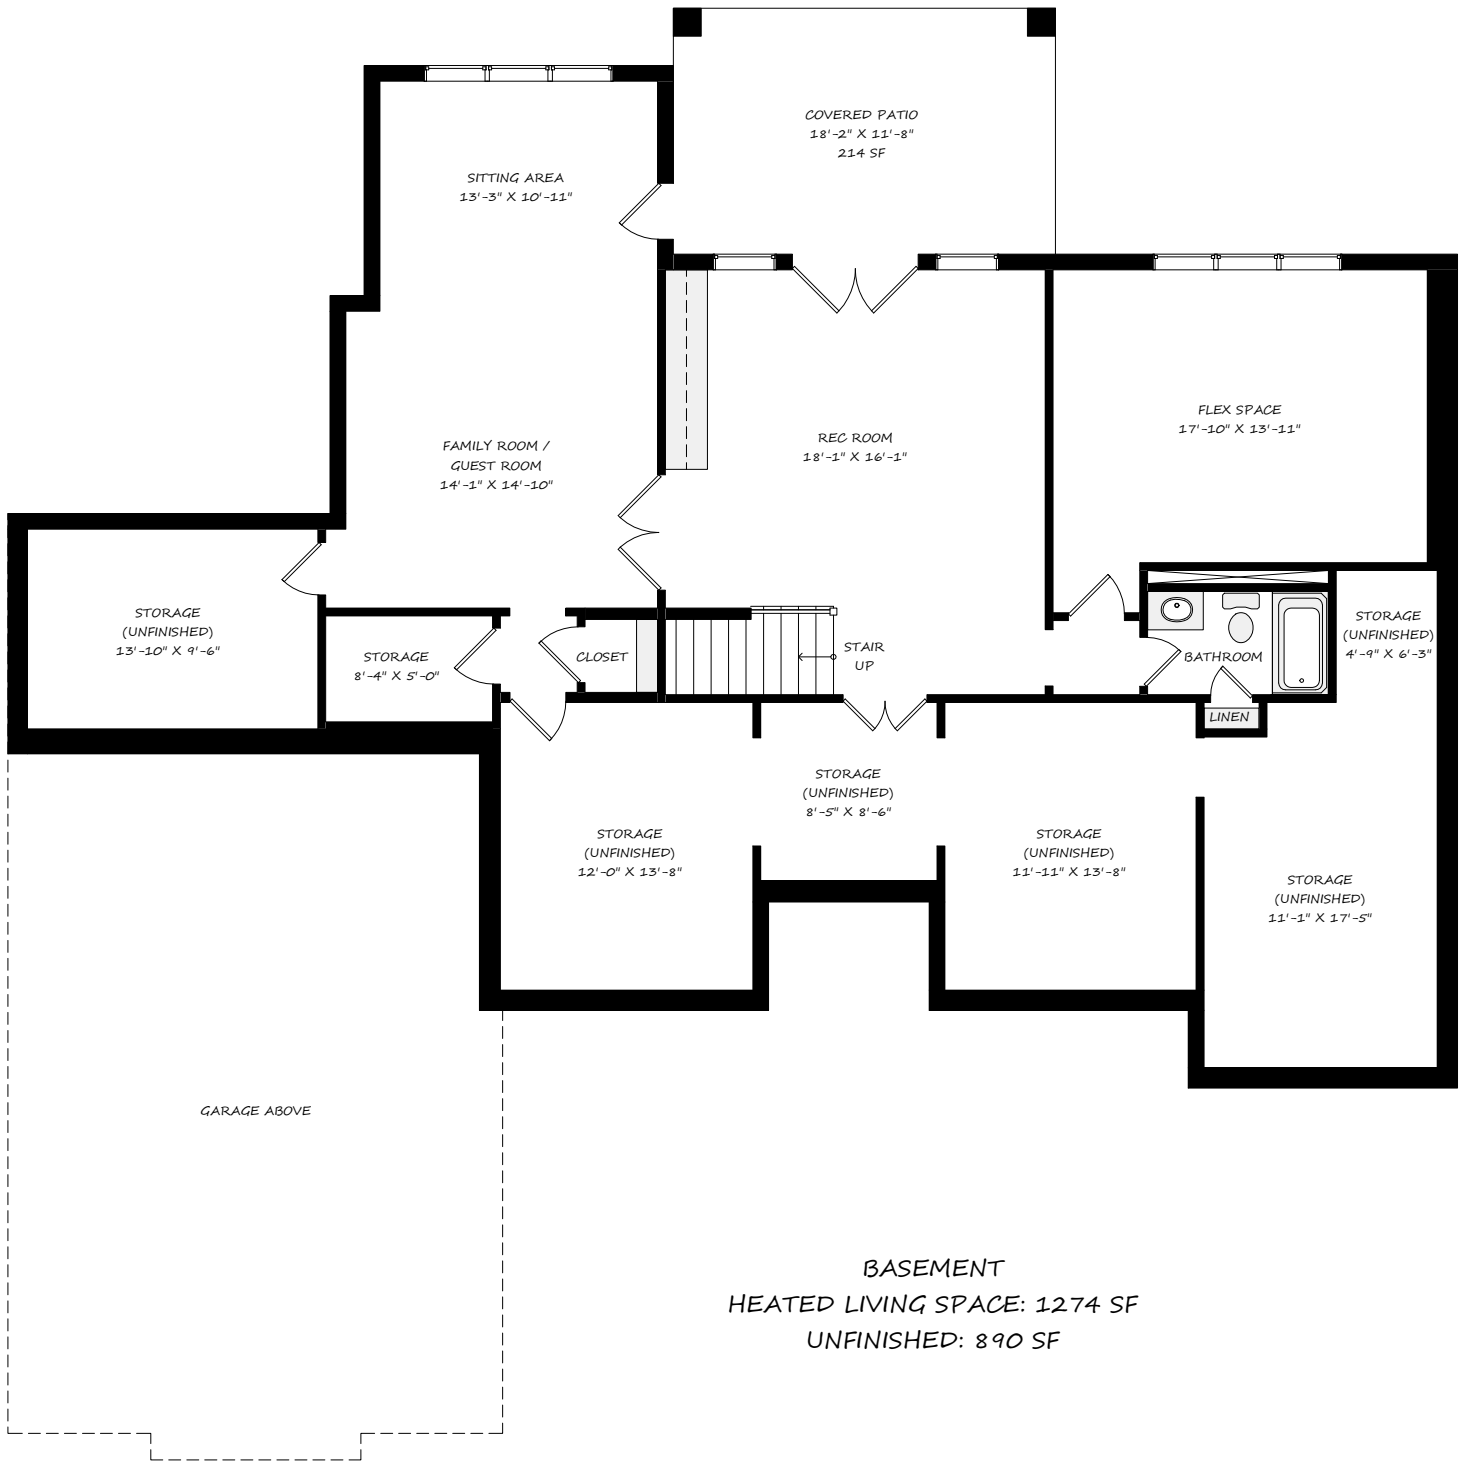 COVERED PATIO
18'-2" X 11'-8"
214 SF
SITTING AREA
13'-3" X 10'-11"
FLEX SPACE
17'-10" X 13'-11"
REC ROOM
18'-1" X 16'-1"
FAMILY ROOM /
GUEST ROOM
14'-1" X 14'-10"
STORAGE
(UNFINISHED)
13'-10" X 9'-6"
STORAGE
8'-4" X 5'-0"
CLOSET
STAIR
UP
BATHROOM
STORAGE
(UNFINISHED)
4'-9" X 6'-3"
LINEN
STORAGE
(UNFINISHED)
8'-5" X 8'-6"
STORAGE
(UNFINISHED)
12'-0" X 13'-8"
STORAGE
(UNFINISHED)
11'-11" X 13'-8"
STORAGE
(UNFINISHED)
11'-1" X 17'-5"
GARAGE ABOVE
BASEMENT
HEATED LIVING SPACE: 1274 SF
UNFINISHED: 890 SF